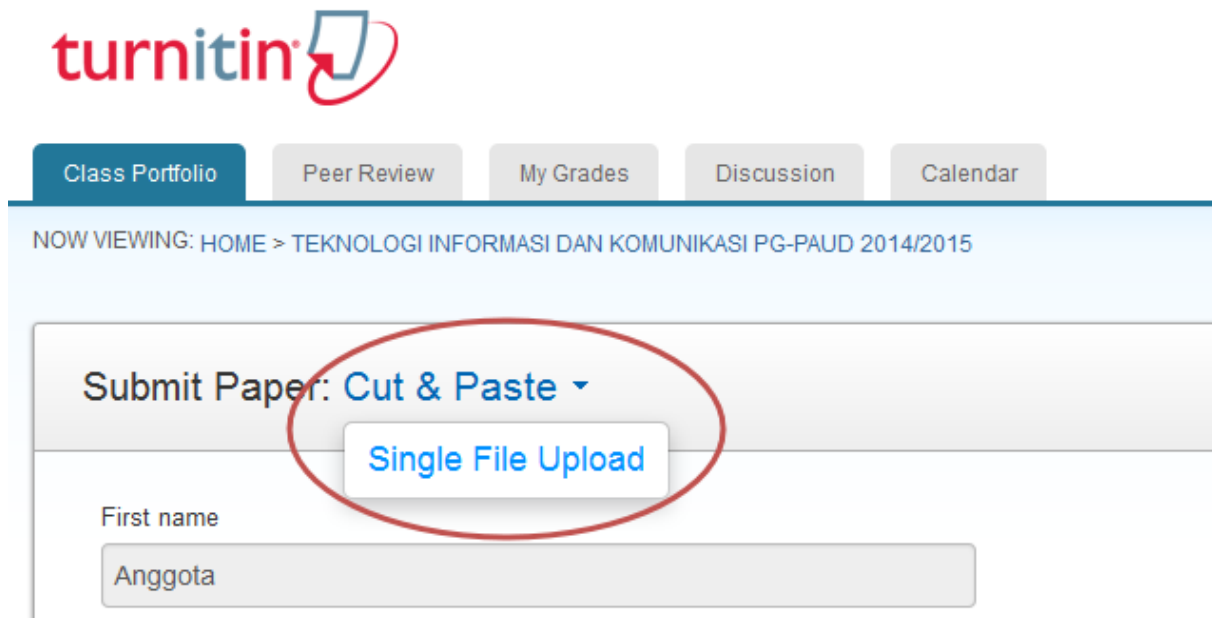 turnitin
Class Portfolio Peer Review My Grades Discussion Calendar
NOW VIEWING: HOME > TEKNOLOGI INFORMASI DAN KOMUNIKASI PG-PAUD 2014/2015
Submit Paper: Cut & Paste
Single File Upload
First name
Anggota